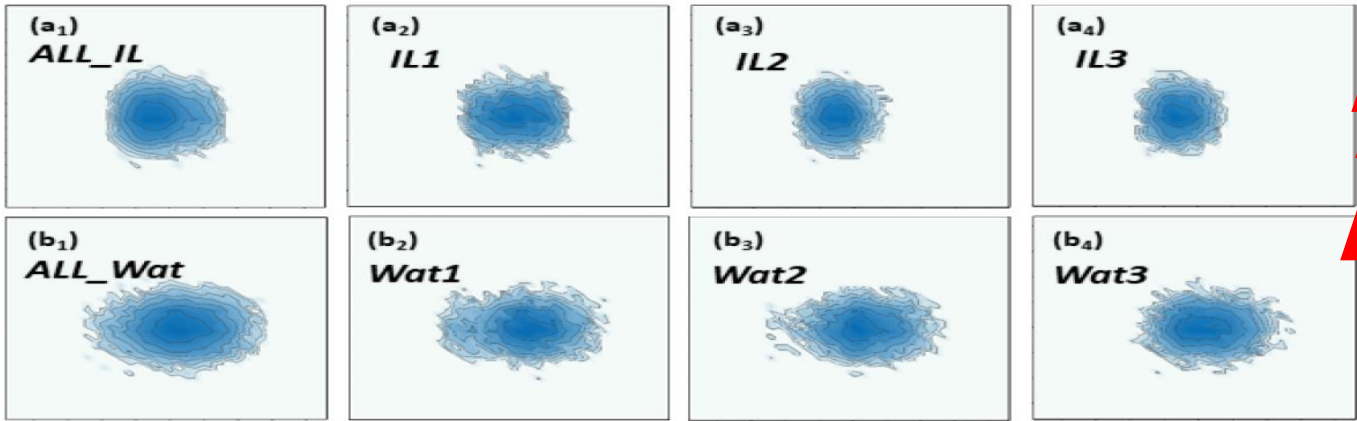 (a₁)
ALL_IL
(a₂)
IL1
(a₃)
IL2
(a₄)
IL3
(b₁)
ALL_Wat
(b₂)
Wat1
(b₃)
Wat2
(b₄)
Wat3